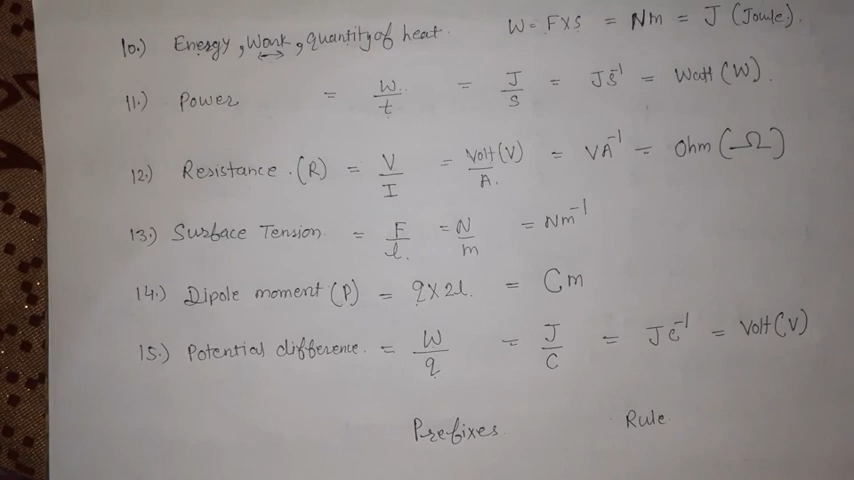 10.) Energy, Work, quantity of heat. W = F×S = Nm = J (Joule).
11.) Power = W/t = J/S = JS⁻¹ = Watt (W).
12.) Resistance. (R) = V/I = Volt(V)/A. = VA⁻¹ = Ohm (Ω)
13.) Surface Tension = F/l. = N/m = Nm⁻¹
14.) Dipole moment (P) = q×2l. = Cm
15.) Potential difference. = W/q = J/C = JC⁻¹ = Volt (V)
Prefixes. Rule